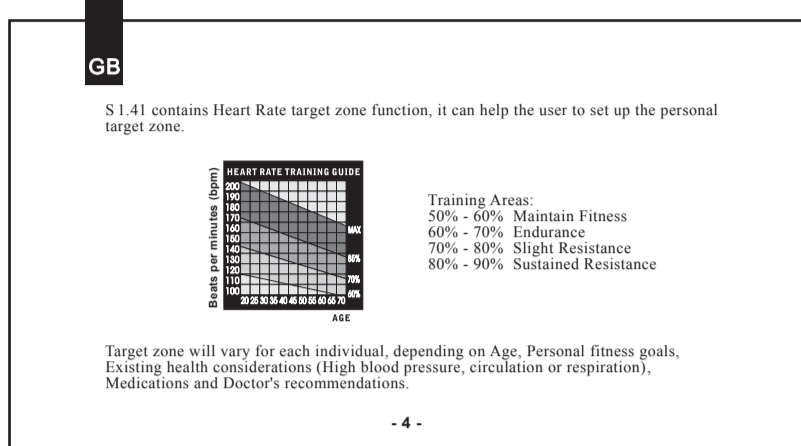 GB
S 1.41 contains Heart Rate target zone function, it can help the user to set up the personal
target zone.
HEART RATE TRAINING GUIDE
Beats per minutes (bpm)
200
190
180
170
160
150
140
130
120
110
100
MAX
85%
70%
60%
20 25 30 35 40 45 50 55 60 65 70
AGE
Training Areas:
50% - 60% Maintain Fitness
60% - 70% Endurance
70% - 80% Slight Resistance
80% - 90% Sustained Resistance
Target zone will vary for each individual, depending on Age, Personal fitness goals,
Existing health considerations (High blood pressure, circulation or respiration),
Medications and Doctor's recommendations.
- 4 -